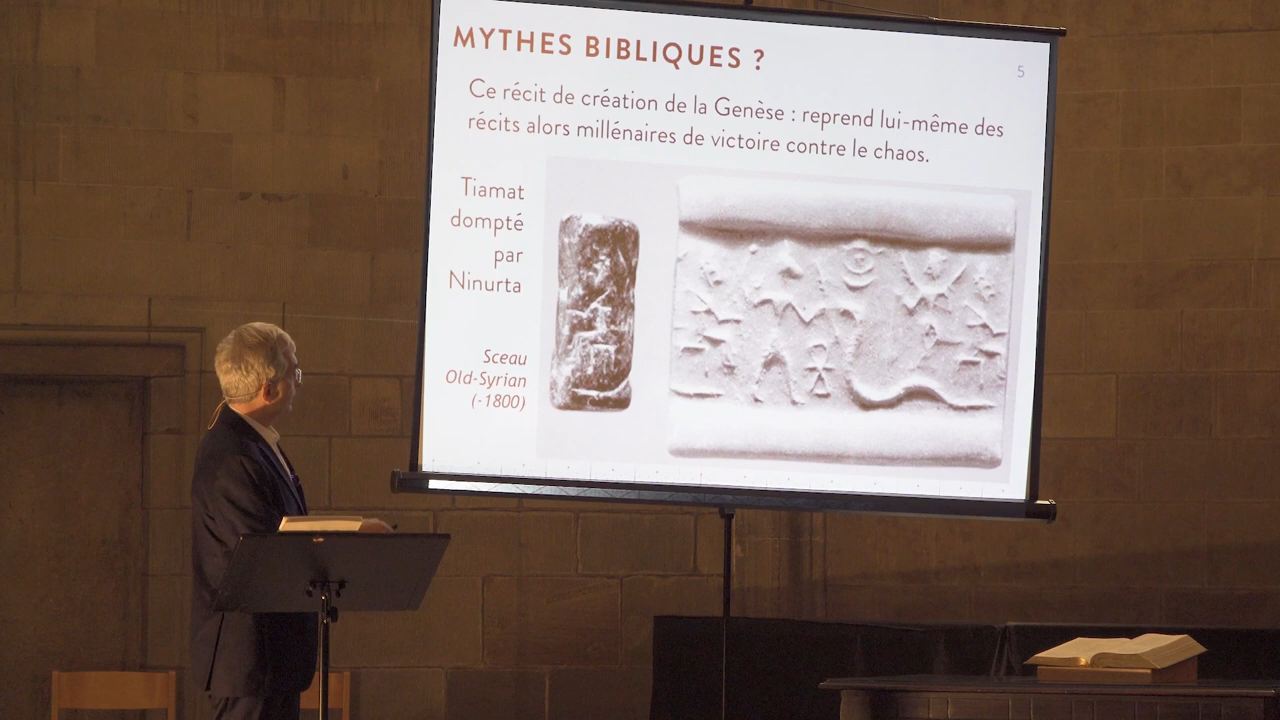 MYTHES BIBLIQUES ?
5
Ce récit de création de la Genèse : reprend lui-même des
récits alors millénaires de victoire contre le chaos.
Tiamat
dompté
par
Ninurta
Sceau
Old-Syrian
(-1800)